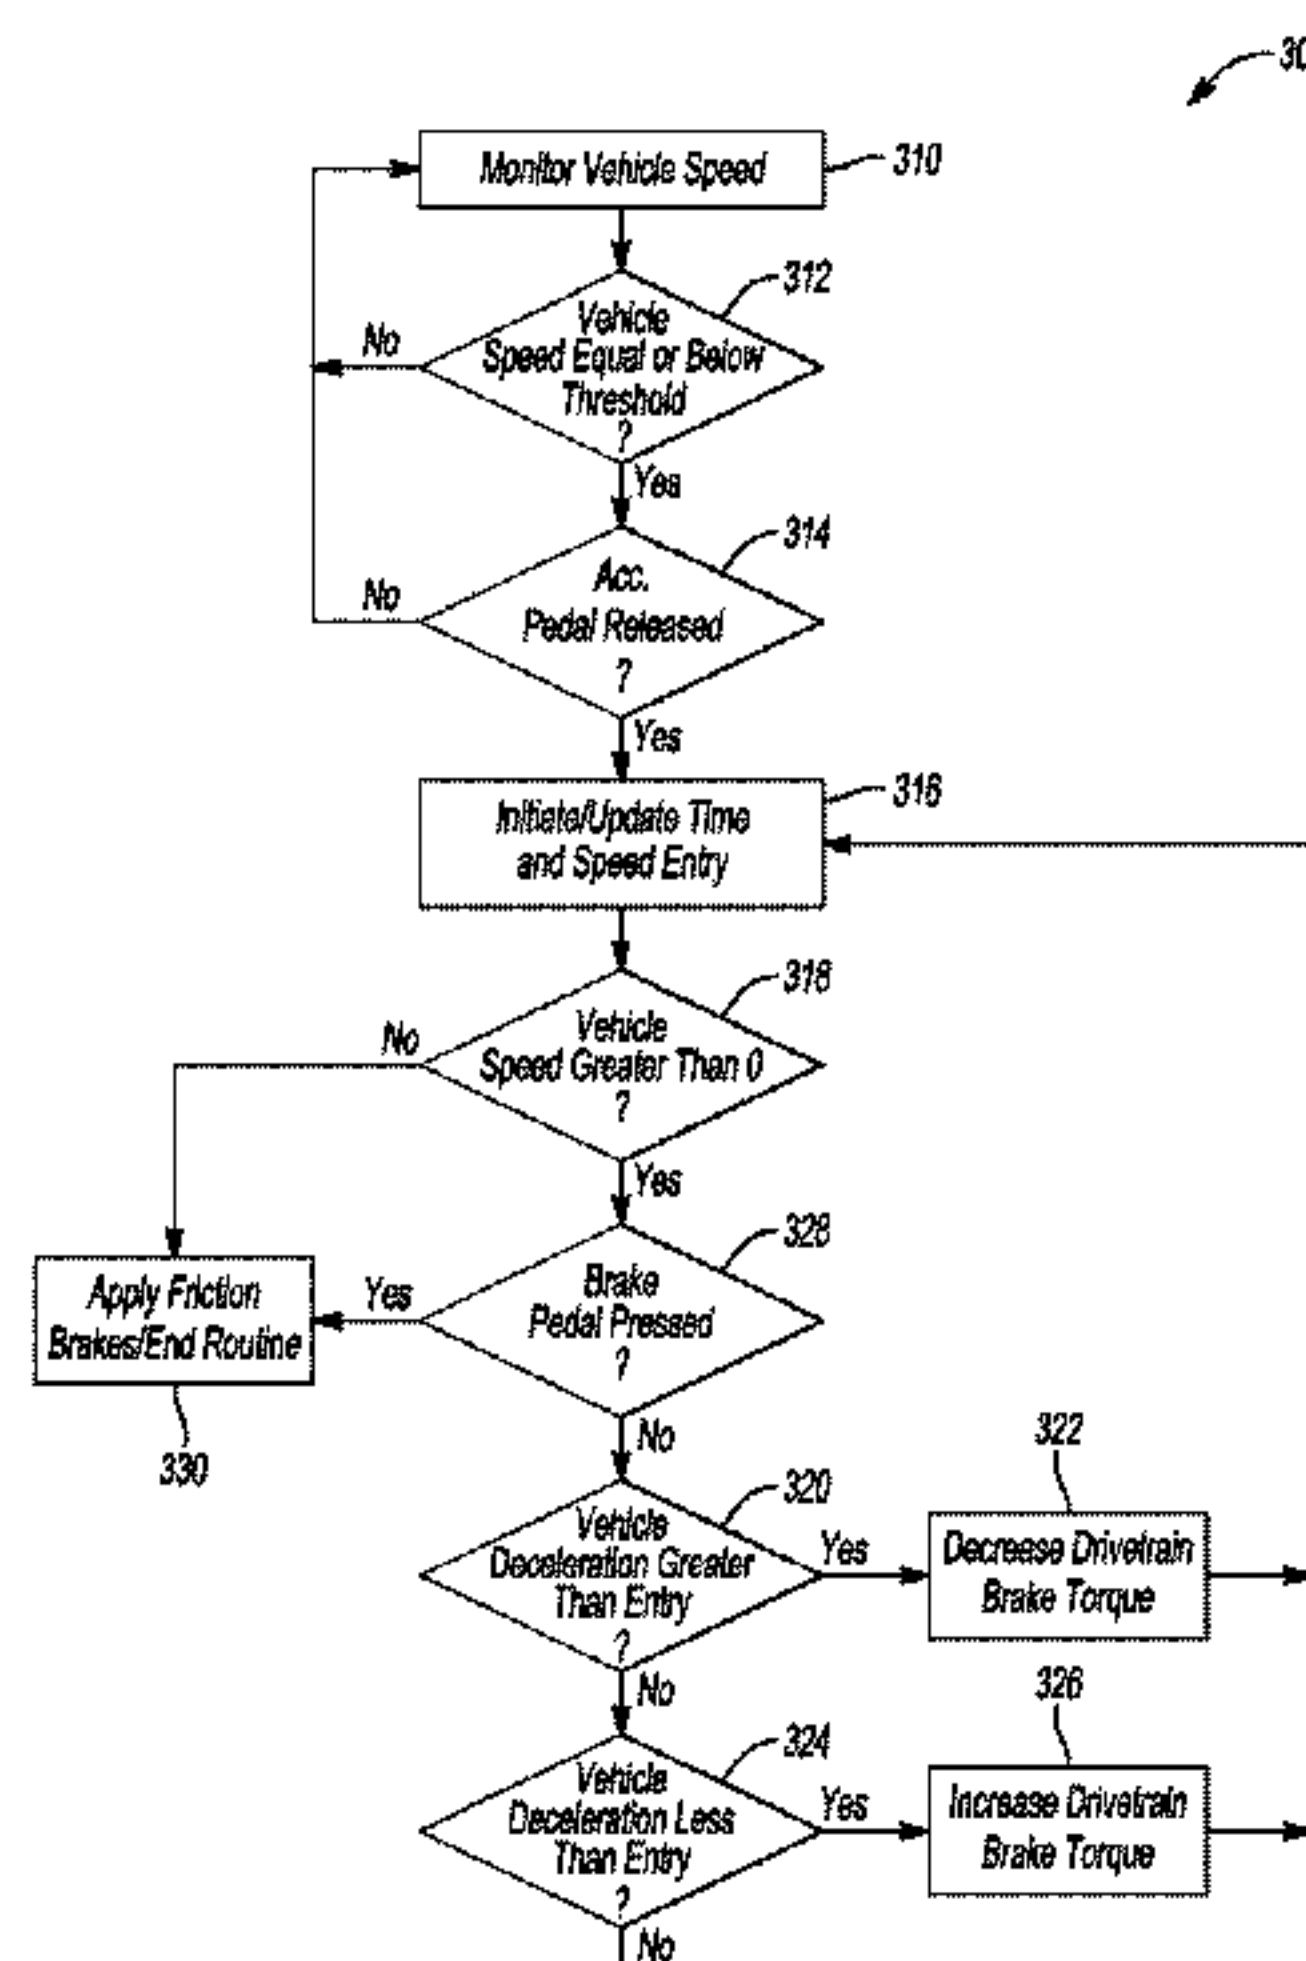 30
Monitor Vehicle Speed
310
312
Vehicle
Speed Equal or Below
Threshold
?
No
Yes
314
Acc.
Pedal Released
?
No
Yes
316
Initiate/Update Time
and Speed Entry
318
Vehicle
Speed Greater Than 0
?
No
Yes
328
Brake
Pedal Pressed
?
Yes
Apply Friction
Brakes/End Routine
330
No
320
Vehicle
Deceleration Greater
Than Entry
?
Yes
322
Decrease Drivetrain
Brake Torque
No
324
Vehicle
Deceleration Less
Than Entry
?
Yes
326
Increase Drivetrain
Brake Torque
No